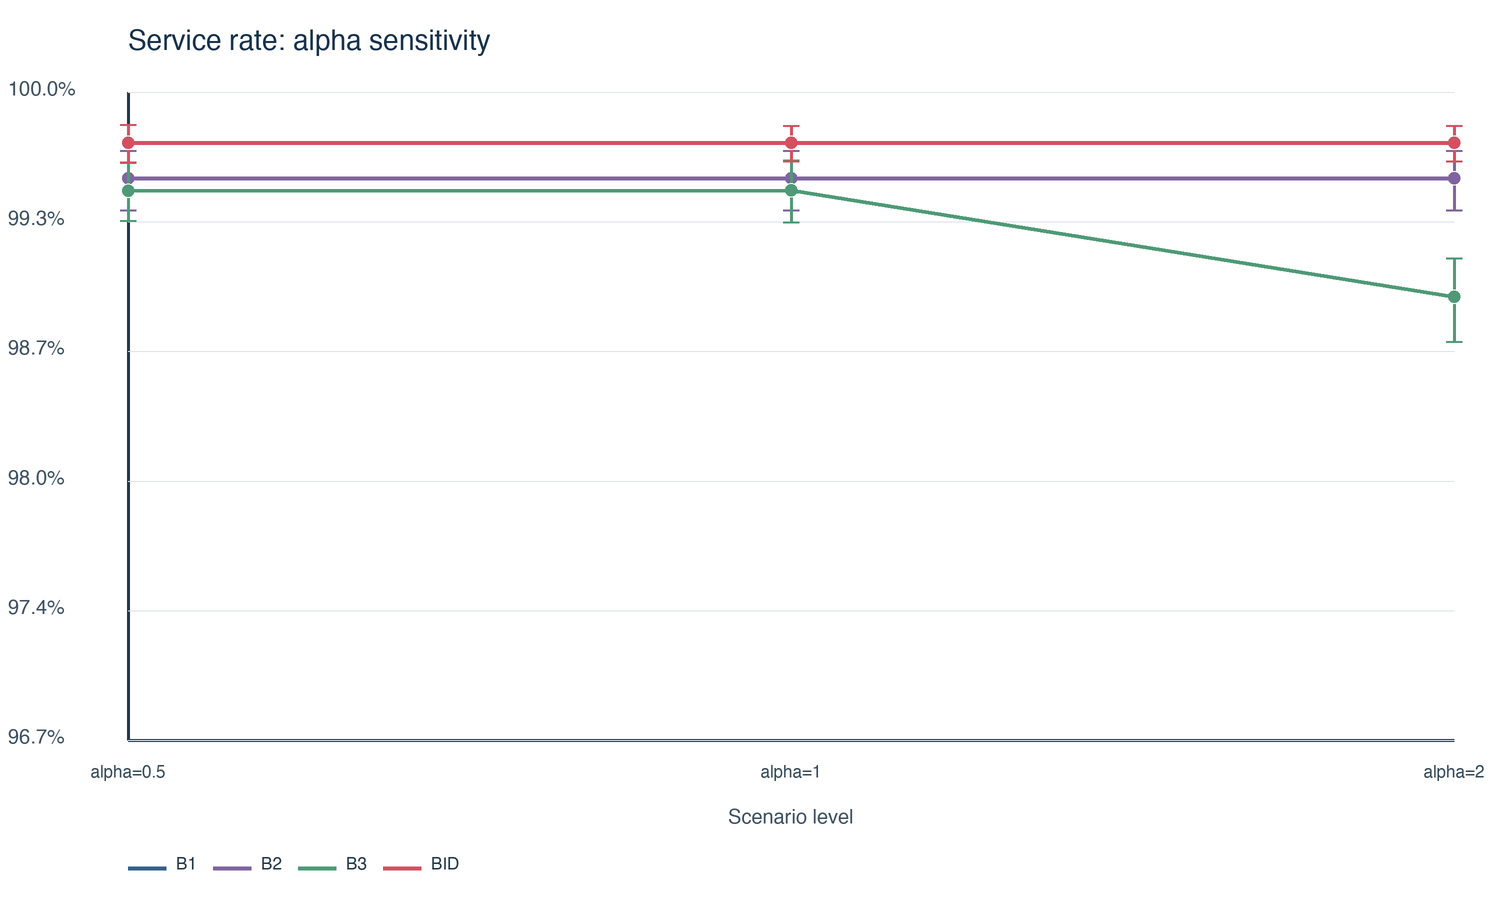 Service rate: alpha sensitivity
100.0%
99.3%
98.7%
98.0%
97.4%
96.7%
alpha=0.5 alpha=1 alpha=2
Scenario level
B1 B2 B3 BID